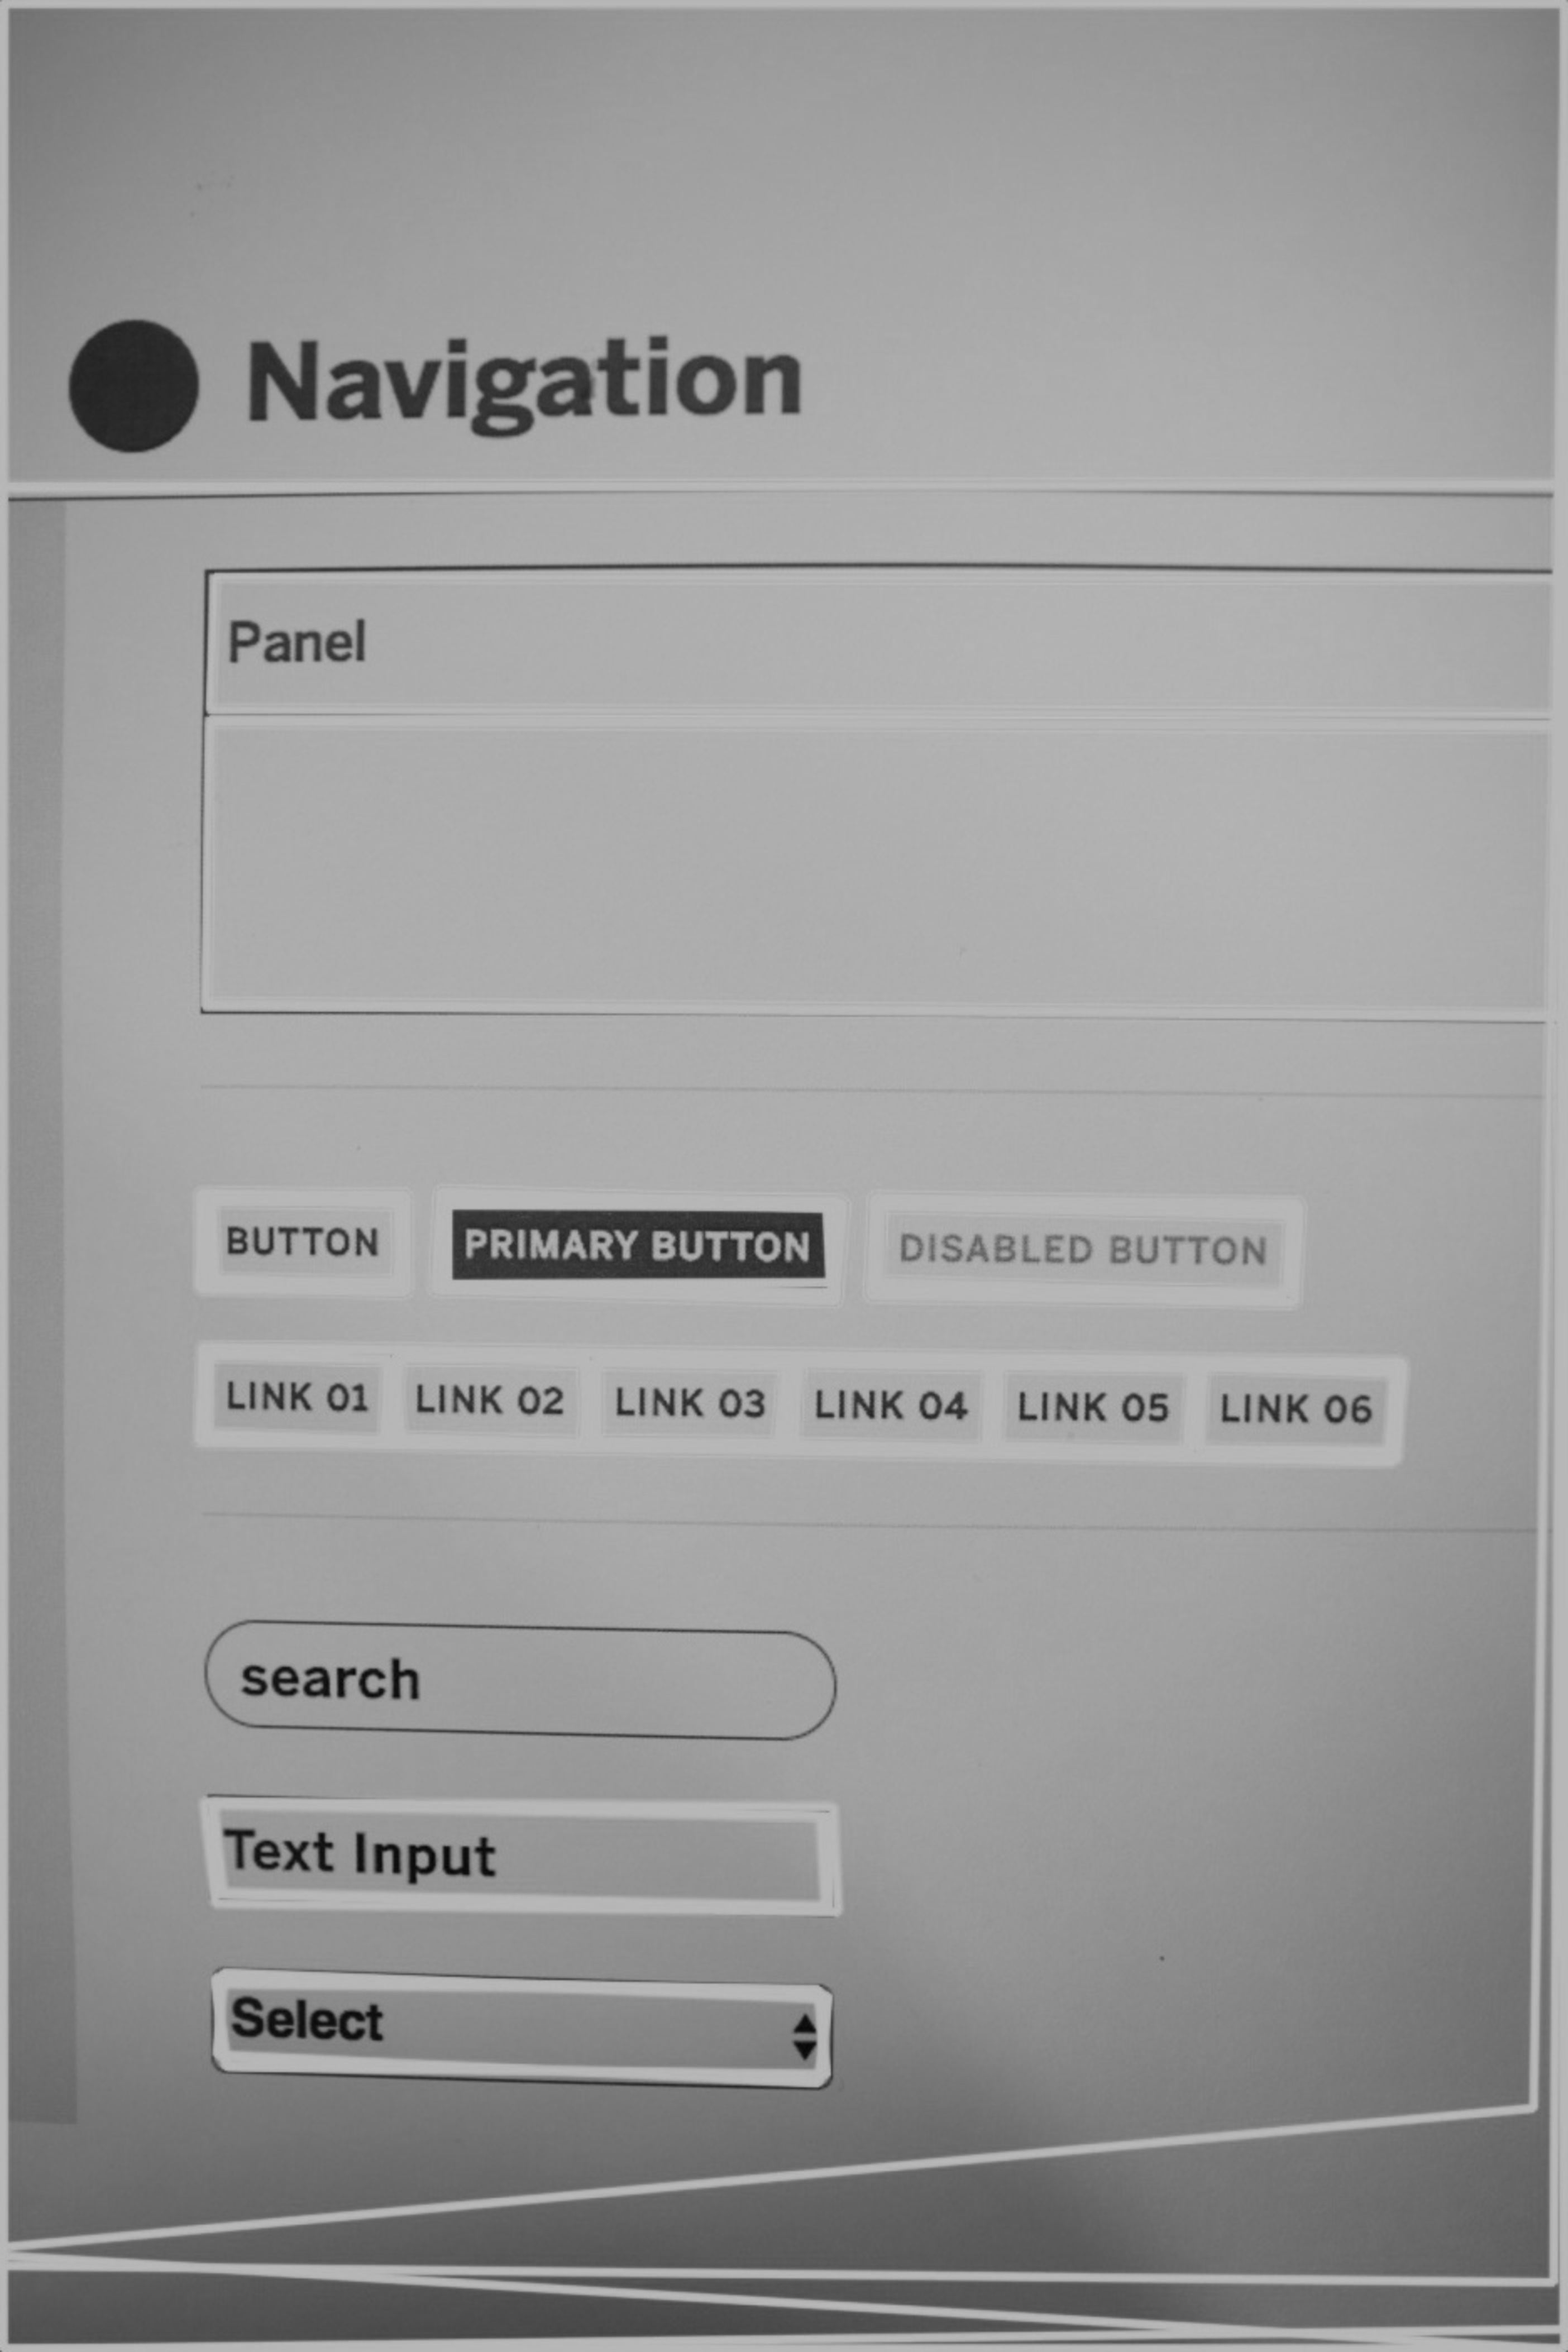 Navigation
Panel
BUTTON PRIMARY BUTTON DISABLED BUTTON
LINK 01 LINK 02 LINK 03 LINK 04 LINK 05 LINK 06
search
Text Input
Select